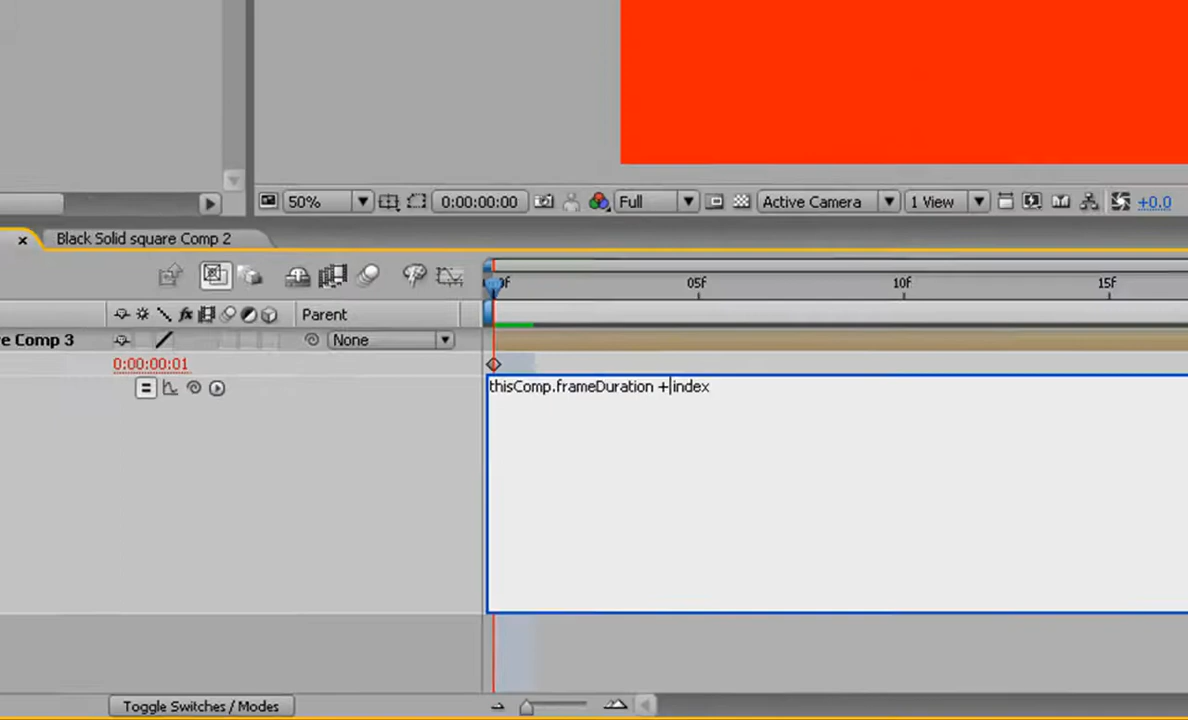 50%
0:00:00:00
Full
Active Camera
1 View
+0.0
Black Solid square Comp 2
05f
10f
15f
Parent
e Comp 3
None
0:00:00:01
thisComp.frameDuration +index
Toggle Switches / Modes